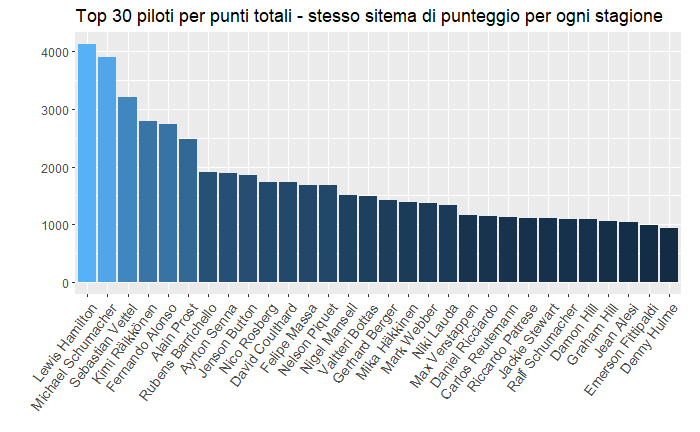 Top 30 piloti per punti totali - stesso sitema di punteggio per ogni stagione
4000
3000
2000
1000
0
Lewis Hamilton
Michael Schumacher
Sebastian Vettel
Kimi Räikkönen
Fernando Alonso
Alain Prost
Rubens Barrichello
Ayrton Senna
Jenson Button
Nico Rosberg
David Coulthard
Felipe Massa
Nelson Piquet
Nigel Mansell
Valtteri Bottas
Gerhard Berger
Mika Häkkinen
Mark Webber
Niki Lauda
Max Verstappen
Daniel Ricciardo
Carlos Reutemann
Riccardo Patrese
Jackie Stewart
Ralf Schumacher
Damon Hill
Graham Hill
Jean Alesi
Emerson Fittipaldi
Denny Hulme